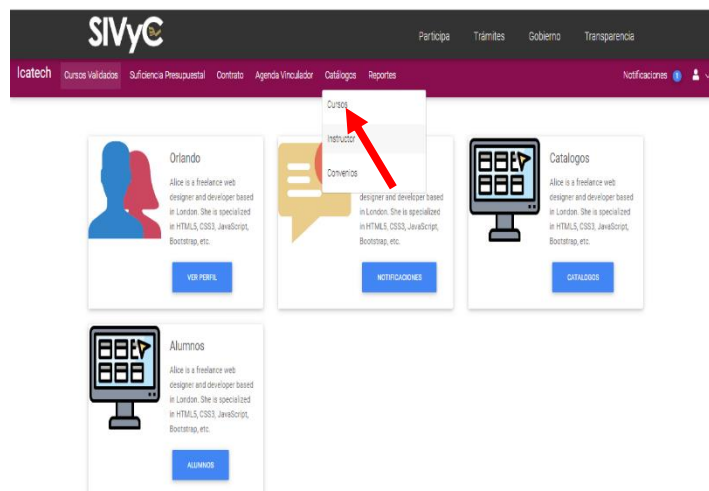 SIVyC
Participa Trámites Gobierno Transparencia
Icatech Cursos Validados Suficiencia Presupuestal Contrato Agenda Vinculador Catálogos Reportes Notificaciones 1
Cursos
Instructor
Convenios
Orlando
Alice is a freelance web
designer and developer based
in London. She is specialized
in HTML5, CSS3, JavaScript,
Bootstrap, etc.
VER PERFIL
designer and developer based
in London. She is specialized
in HTML5, CSS3, JavaScript,
Bootstrap, etc.
NOTIFICACIONES
Catalogos
Alice is a freelance web
designer and developer based
in London. She is specialized
in HTML5, CSS3, JavaScript,
Bootstrap, etc.
CATALOGOS
Alumnos
Alice is a freelance web
designer and developer based
in London. She is specialized
in HTML5, CSS3, JavaScript,
Bootstrap, etc.
ALUMNOS